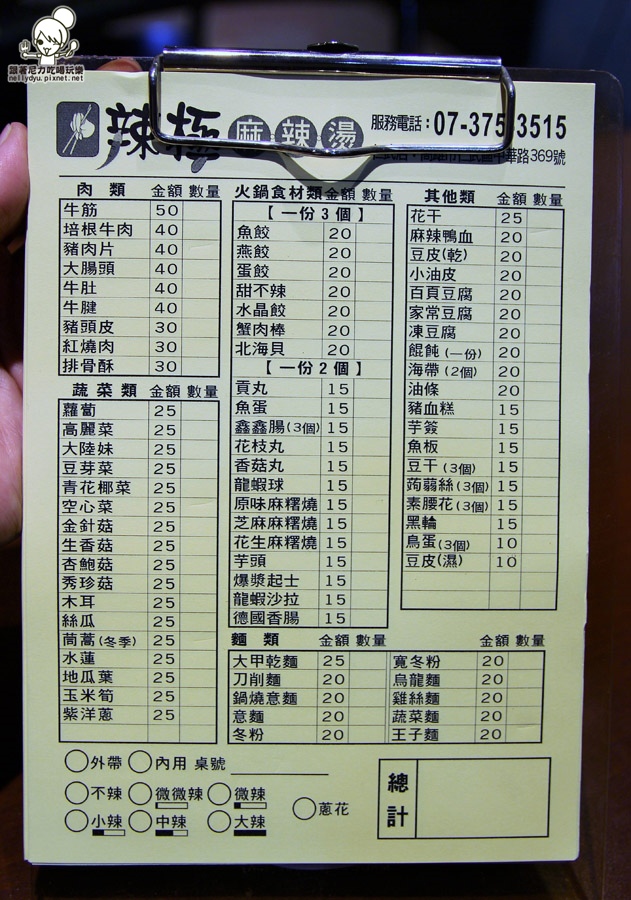 跟著尼力吃喝玩樂
nellydyu.pixnet.net
辣極 麻辣燙
服務電話：07-375 3515
中華路369號
肉 類 金額 數量
牛筋 50
培根牛肉 40
豬肉片 40
大腸頭 40
牛肚 40
牛腱 40
豬頭皮 30
紅燒肉 30
排骨酥 30
蔬 菜 類 金額 數量
蘿蔔 25
高麗菜 25
大陸妹 25
豆芽菜 25
青花椰菜 25
空心菜 25
金針菇 25
生香菇 25
杏鮑菇 25
秀珍菇 25
木耳 25
絲瓜 25
茼蒿(冬季) 25
水蓮 25
地瓜葉 25
玉米筍 25
紫洋蔥 25
火鍋食材類 金額 數量
【 一份 3 個 】
魚餃 20
燕餃 20
蛋餃 20
甜不辣 20
水晶餃 20
蟹肉棒 20
北海貝 20
【 一份 2 個 】
貢丸 15
魚蛋 15
鑫鑫腸(3個) 15
花枝丸 15
香菇丸 15
龍蝦球 15
原味麻糬燒 15
芝麻麻糬燒 15
花生麻糬燒 15
芋頭 15
爆漿起士 15
龍蝦沙拉 15
德國香腸 15
其他類 金額 數量
花干 25
麻辣鴨血 20
豆皮(乾) 20
小油皮 20
百頁豆腐 20
家常豆腐 20
凍豆腐 20
餛飩(一份) 20
海帶(2個) 20
油條 20
豬血糕 15
芋簽 15
魚板 15
豆干(3個) 15
蒟蒻絲(3個) 15
素腰花(3個) 15
黑輪 15
鳥蛋(3個) 10
豆皮(濕) 10
麵 類 金額 數量 金額 數量
大甲乾麵 25 寬冬粉 20
刀削麵 20 烏龍麵 20
鍋燒意麵 20 雞絲麵 20
意麵 20 蔬菜麵 20
冬粉 20 王子麵 20
外帶 內用 桌號
不辣 微微辣 微辣
小辣 中辣 大辣
蔥花
總計